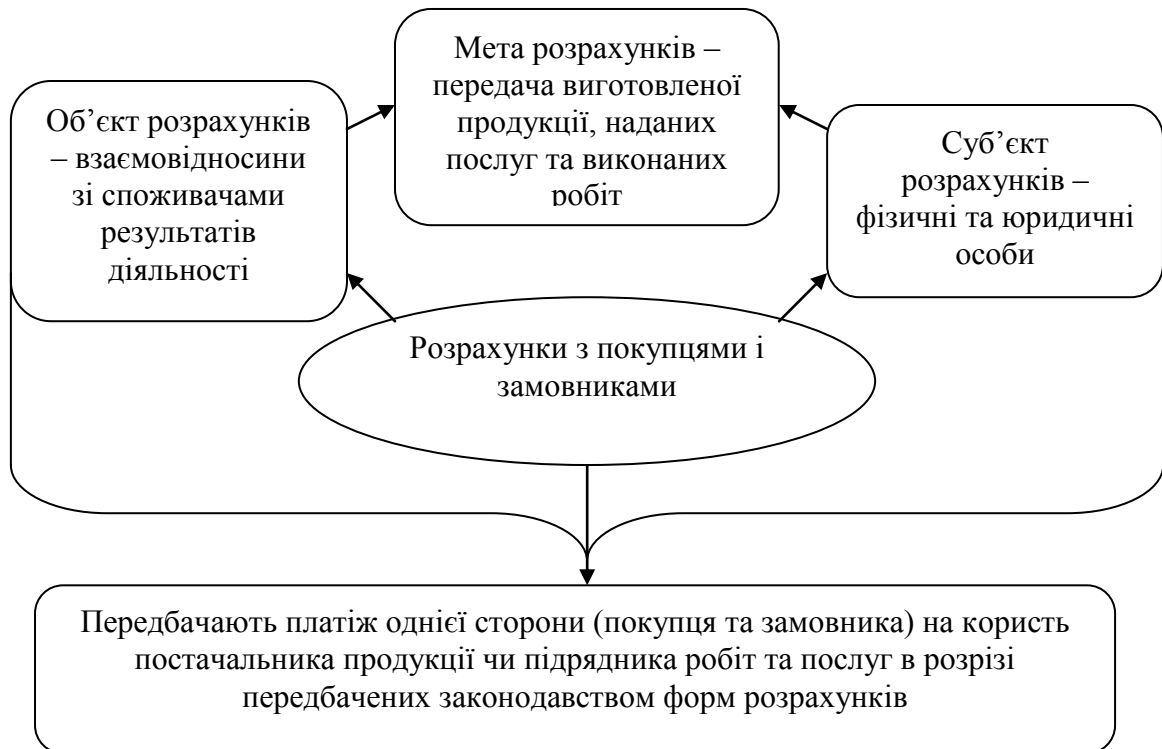 Мета розрахунків –
передача виготовленої
продукції, наданих
послуг та виконаних
робіт
Об’єкт розрахунків
– взаємовідносини
зі споживачами
результатів
діяльності
Суб’єкт
розрахунків –
фізичні та юридичні
особи
Розрахунки з покупцями і
замовниками
Передбачають платіж однієї сторони (покупця та замовника) на користь
постачальника продукції чи підрядника робіт та послуг в розрізі
передбачених законодавством форм розрахунків